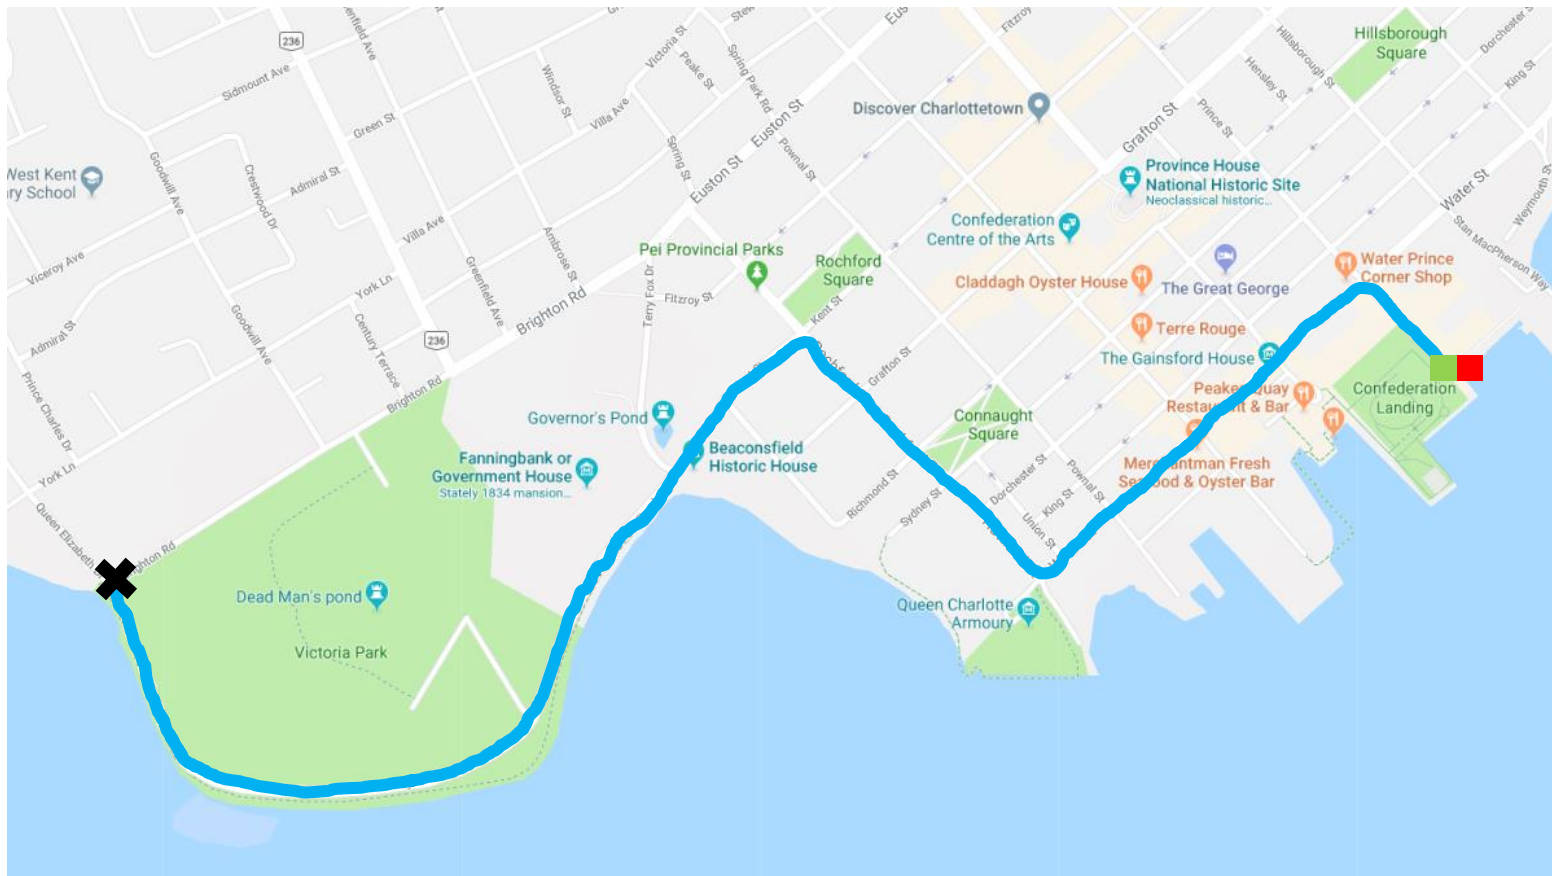 236
Sidmount Ave
Green St
Windsor St
Villa Ave
Victoria St
Peake St
Spring Park Rd
Euston St
Fitzroy
Discover Charlottetown
Hillsborough
Square
Dorchester St
King St
Hillsborough St
Hensley St
Prince St
Grafton St
West Kent
Goodwill Ave
Crestwood Dr
Admiral St
Spring St
Pownal St
Euston St
Province House
National Historic Site
Neoclassical historic...
Water St
Weymouth St
Stan MacPherson Way
Villa Ave
Confederation
Centre of the Arts
Viceroy Ave
York Ln
Greenfield Ave
Ambrose St
Pei Provincial Parks
Rochford
Square
Water Prince
Corner Shop
Claddagh Oyster House
The Great George
Terry Fox Dr
Fitzroy St
Kent St
Brighton Rd
Admiral St
Goodwill Ave
Century Terrace
236
Terre Rouge
The Gainsford House
Grafton St
Prince Charles Dr
Brighton Rd
Confederation
Landing
Governor's Pond
Connaught
Square
Beaconsfield
Historic House
Fanningbank or
Government House
Stately 1834 mansion...
York Ln
Richmond St
Sydney St
Dorchester St
King St
Pownal St
Union St
Queen Elizabeth
Dead Man's pond
Victoria Park
Queen Charlotte
Armoury